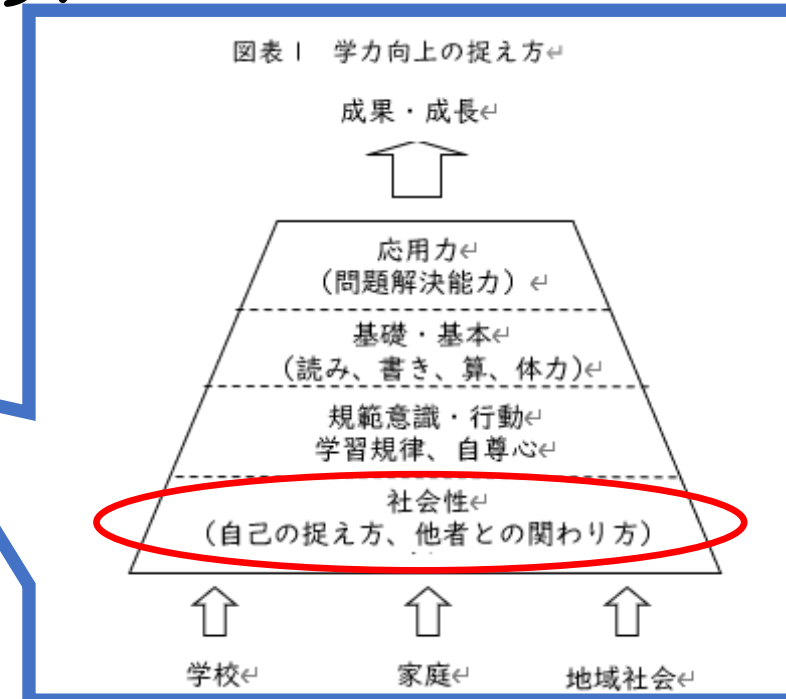 図表1 学力向上の捉え方↵
成果・成長↵
応用力↵
(問題解決能力) ↵
基礎・基本↵
(読み、書き、算、体力)↵
規範意識・行動↵
学習規律、自尊心↵
社会性↵
(自己の捉え方、他者との関わり方)
学校↵
家庭↵
地域社会↵